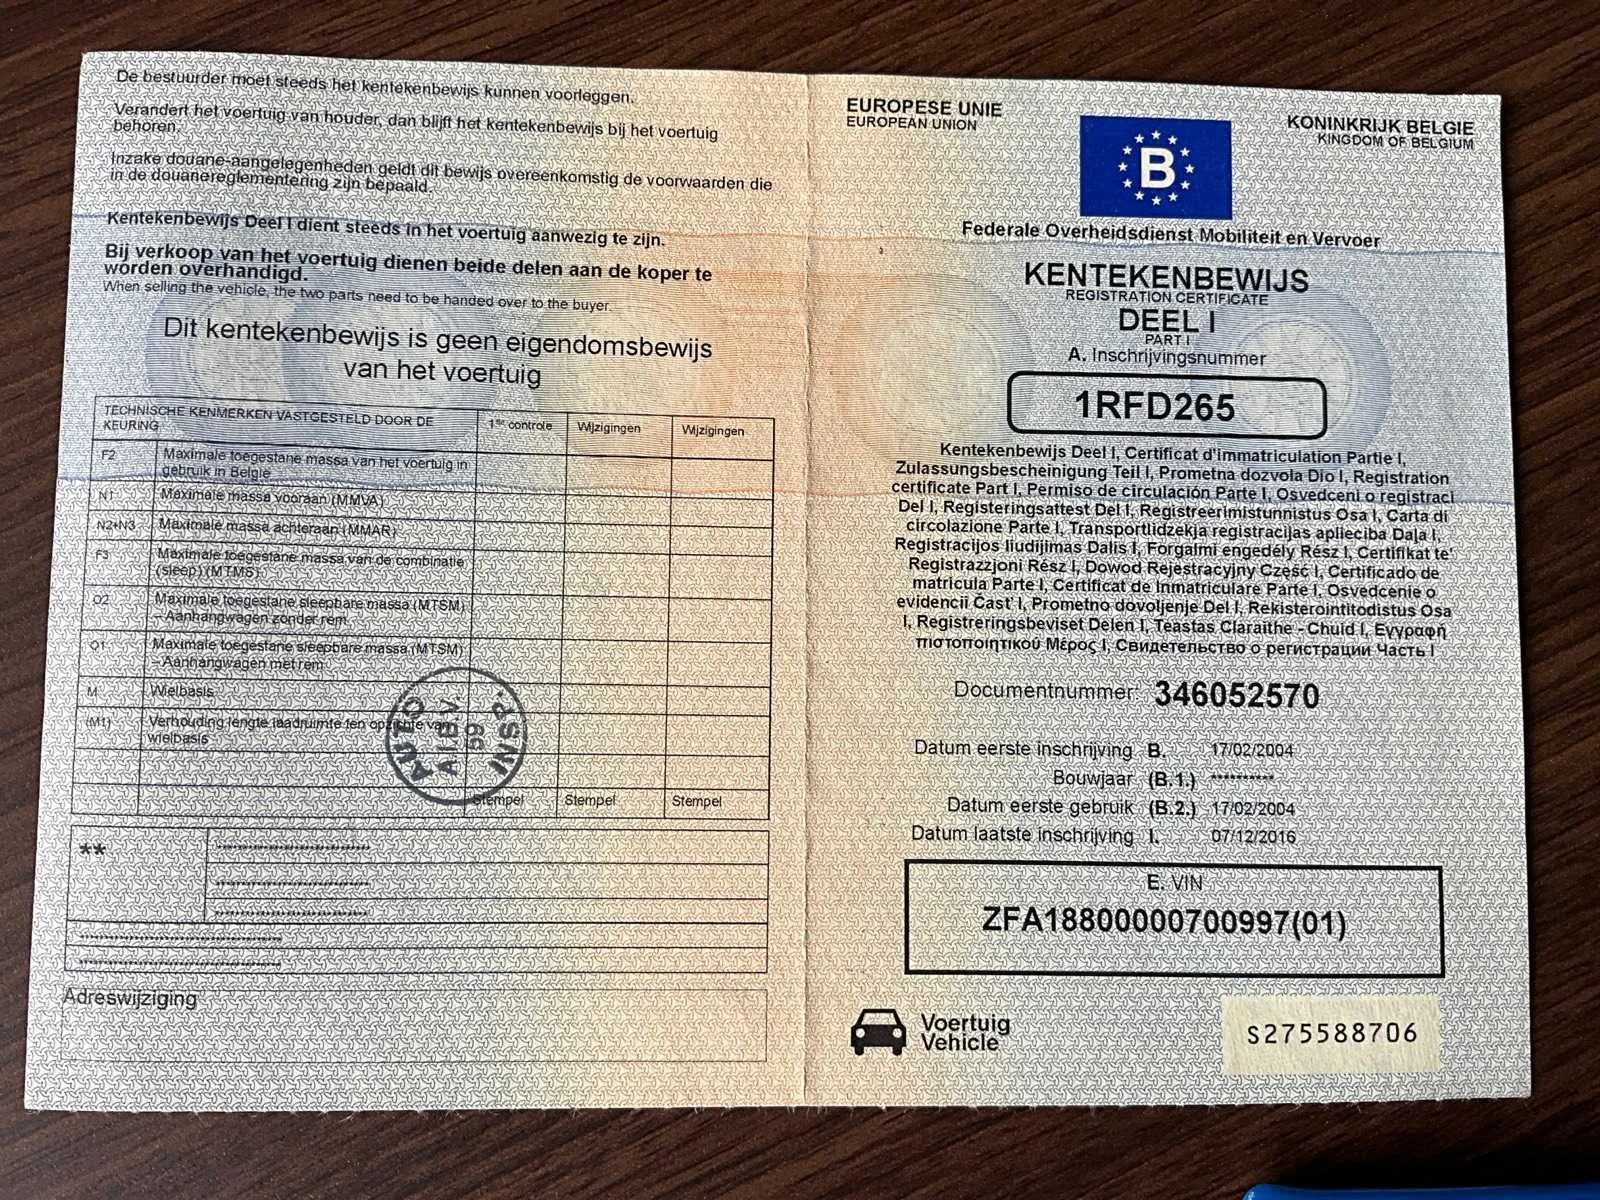 De bestuurder moet steeds het kentekenbewijs kunnen voorleggen.
Verandert het voertuig van houder, dan blijft het kentekenbewijs bij het voertuig
behoren.
Inzake douane-aangelegenheden geldt dit bewijs overeenkomstig de voorwaarden die
in de douanereglementering zijn bepaald.
Kentekenbewijs Deel I dient steeds in het voertuig aanwezig te zijn.
Bij verkoop van het voertuig dienen beide delen aan de koper te
worden overhandigd.
When selling the vehicle, the two parts need to be handed over to the buyer.
Dit kentekenbewijs is geen eigendomsbewijs
van het voertuig
TECHNISCHE KENMERKEN VASTGESTELD DOOR DE
KEURING
1ste controle
Wijzigingen
Wijzigingen
F2
Maximale toegestane massa van het voertuig in
gebruik in Belgie
N1
Maximale massa vooraan (MMVA)
N2+N3
Maximale massa achteraan (MMAR)
F3
Maximale toegestane massa van de combinatie
(sleep) (MTMS)
O2
Maximale toegestane sleepbare massa (MTSM)
– Aanhangwagen zonder rem
O1
Maximale toegestane sleepbare massa (MTSM)
– Aanhangwagen met rem
M
Wielbasis
(M1)
Verhouding lengte laadruimte ten opzichte van
wielbasis
AUTO
A.I.B.V.
59
INSP.
Stempel
Stempel
Stempel
**
Adreswijziging
EUROPESE UNIE
EUROPEAN UNION
B
KONINKRIJK BELGIE
KINGDOM OF BELGIUM
Federale Overheidsdienst Mobiliteit en Vervoer
KENTEKENBEWIJS
REGISTRATION CERTIFICATE
DEEL I
PART I
A. Inschrijvingsnummer
1RFD265
Kentekenbewijs Deel I, Certificat d'immatriculation Partie I,
Zulassungsbescheinigung Teil I, Prometna dozvola Dio I, Registration
certificate Part I, Permiso de circulación Parte I, Osvedceni o registraci
Del I, Registeringsattest Del I, Registreerimistunnistus Osa I, Carta di
circolazione Parte I, Transportlidzekja registracijas aplieciba Daļa I,
Registracijos liudijimas Dalis I, Forgalmi engedély Rész I, Certifikat te'
Registrazzjoni Rész I, Dowod Rejestracyjny Część I, Certificado de
matricula Parte I, Certificat de Inmatriculare Parte I, Osvedcenie o
evidencii Cast' I, Prometno dovoljenje Del I, Rekisterointitodistus Osa
I, Registreringsbeviset Delen I, Teastas Claraithe - Chuid I, Εγγραφή
πιστοποιητικού Μέρος I, Свидетельство о регистрации Часть I
Documentnummer: 346052570
Datum eerste inschrijving B. 17/02/2004
Bouwjaar (B.1.) **********
Datum eerste gebruik (B.2.) 17/02/2004
Datum laatste inschrijving I. 07/12/2016
E. VIN
ZFA18800000700997(01)
Voertuig
Vehicle
S275588706